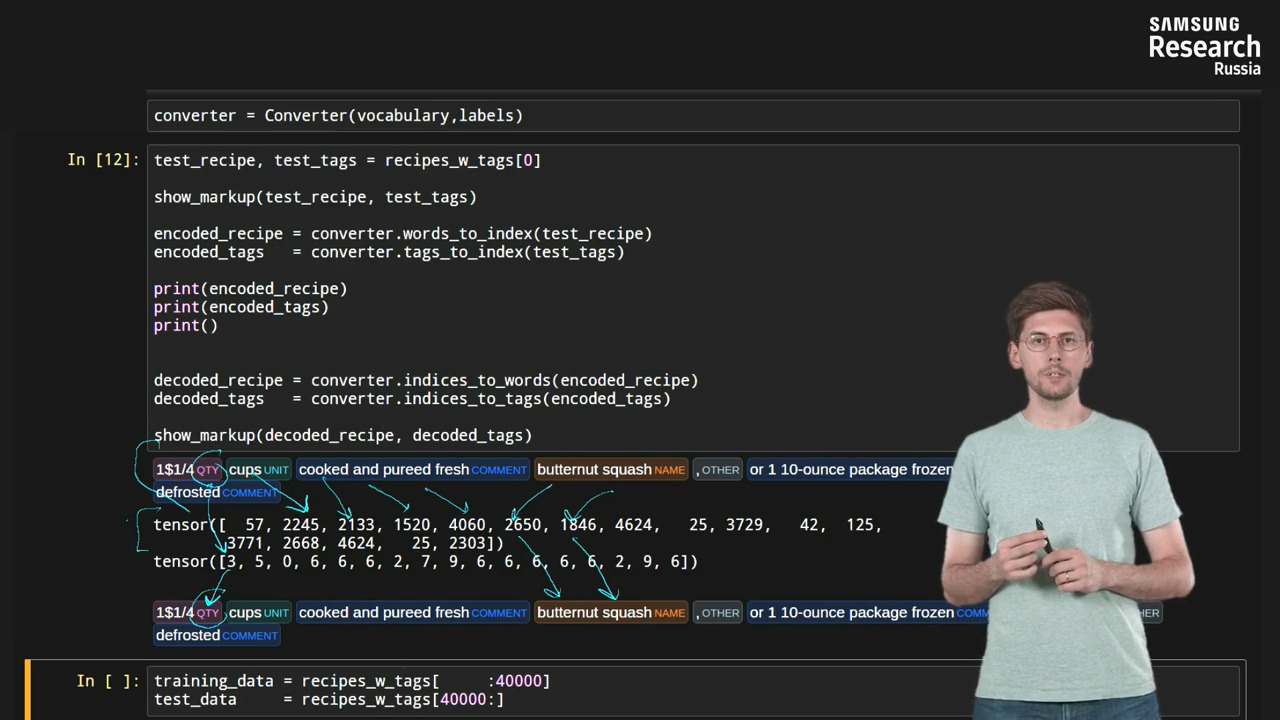 SAMSUNG
Research
Russia
converter = Converter(vocabulary,labels)
In [12]:
test_recipe, test_tags = recipes_w_tags[0]
show_markup(test_recipe, test_tags)
encoded_recipe = converter.words_to_index(test_recipe)
encoded_tags   = converter.tags_to_index(test_tags)
print(encoded_recipe)
print(encoded_tags)
print()
decoded_recipe = converter.indices_to_words(encoded_recipe)
decoded_tags   = converter.indices_to_tags(encoded_tags)
show_markup(decoded_recipe, decoded_tags)
1$1/4 QTY cups UNIT cooked and pureed fresh COMMENT butternut squash NAME , OTHER or 1 10-ounce package frozen
defrosted COMMENT
tensor([  57, 2245, 2133, 1520, 4060, 2650, 1846, 4624,   25, 3729,   42,  125,
3771, 2668, 4624,   25, 2303])
tensor([3, 5, 0, 6, 6, 6, 2, 7, 9, 6, 6, 6, 6, 6, 2, 9, 6])
1$1/4 QTY cups UNIT cooked and pureed fresh COMMENT butternut squash NAME , OTHER or 1 10-ounce package frozen COMM HER
defrosted COMMENT
In [ ]:
training_data = recipes_w_tags[     :40000]
test_data     = recipes_w_tags[40000:]